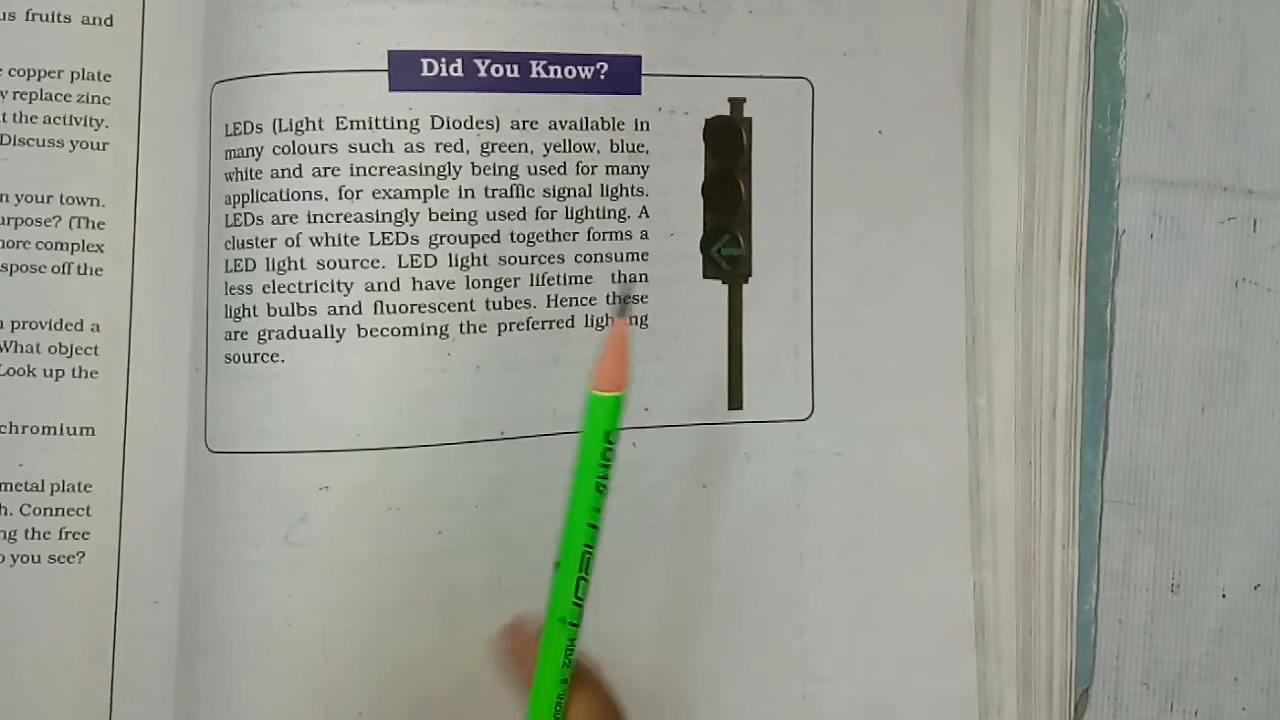 us fruits and
copper plate
replace zinc
t the activity.
Discuss your
n your town.
urpose? (The
more complex
spose off the
provided a
What object
Look up the
chromium
metal plate
h. Connect
ng the free
you see?
Did You Know?
LEDs (Light Emitting Diodes) are available in
many colours such as red, green, yellow, blue,
white and are increasingly being used for many
applications, for example in traffic signal lights.
LEDs are increasingly being used for lighting. A
cluster of white LEDs grouped together forms a
LED light source. LED light sources consume
less electricity and have longer lifetime than
light bulbs and fluorescent tubes. Hence these
are gradually becoming the preferred lighting
source.